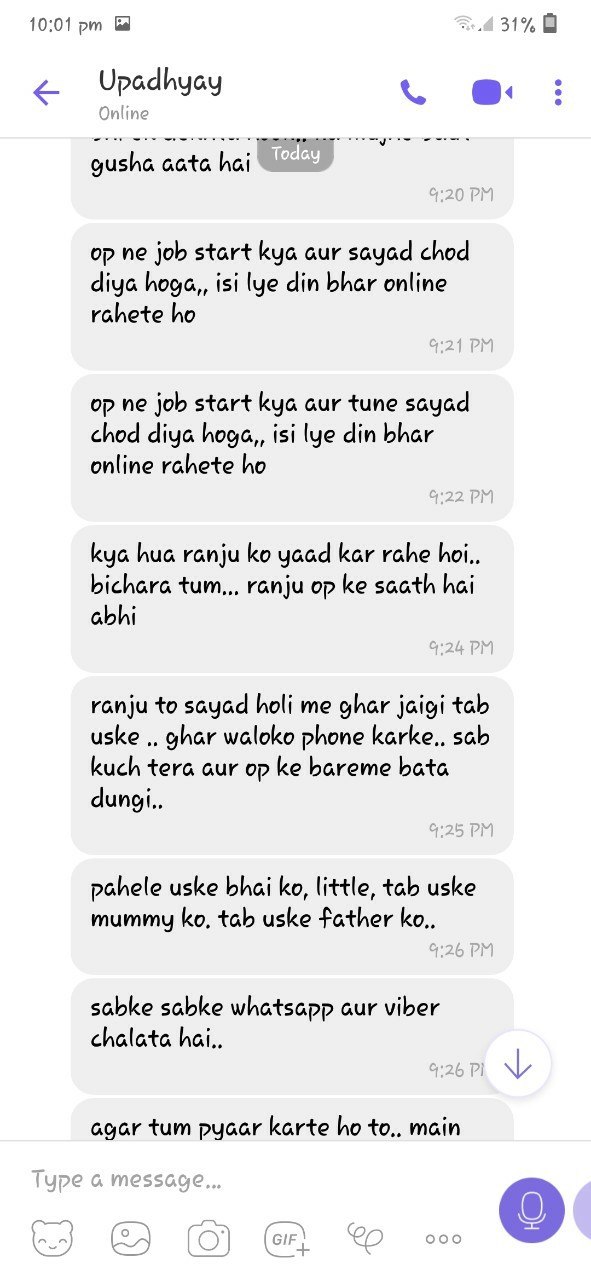 10:01 pm
31%
Upadhyay
Online
Today
gusha aata hai
9:20 PM
op ne job start kya aur sayad chod
diya hoga,, isi lye din bhar online
rahete ho
9:21 PM
op ne job start kya aur tune sayad
chod diya hoga,, isi lye din bhar
online rahete ho
9:22 PM
kya hua ranju ko yaad kar rahe hoi..
bichara tum... ranju op ke saath hai
abhi
9:24 PM
ranju to sayad holi me ghar jaigi tab
uske .. ghar waloko phone karke.. sab
kuch tera aur op ke bareme bata
dungi..
9:25 PM
pahele uske bhai ko, little, tab uske
mummy ko. tab uske father ko..
9:26 PM
sabke sabke whatsapp aur viber
chalata hai..
9:26 P
agar tum pyaar karte ho to.. main
Type a message...
GIF